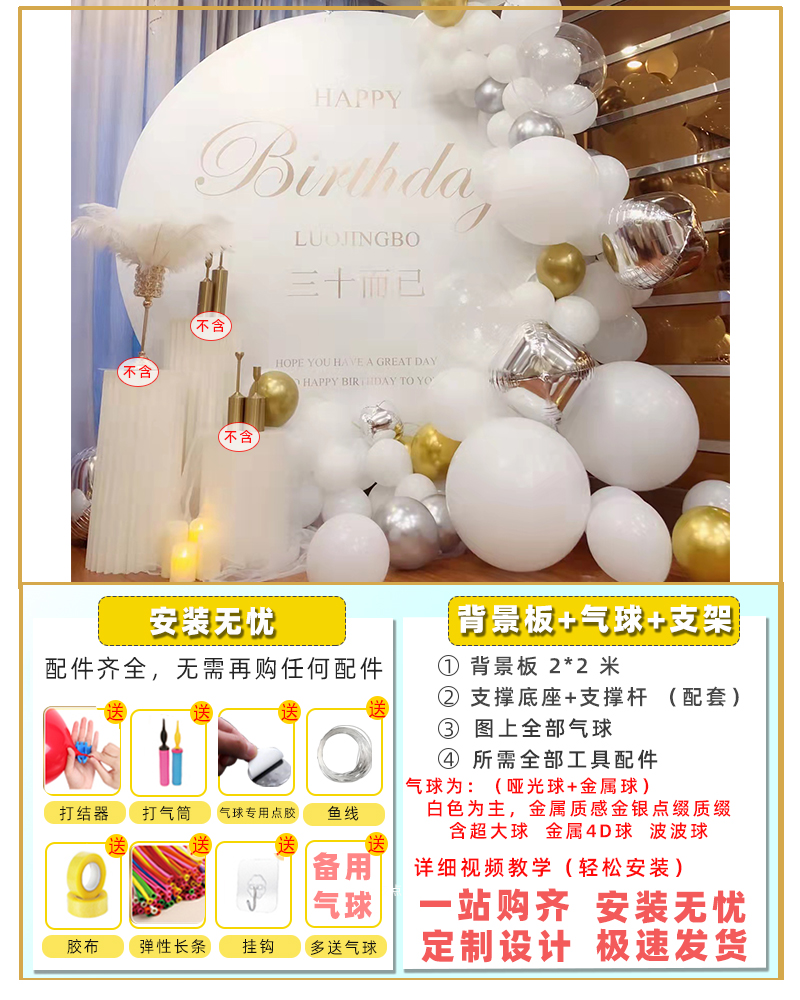 HAPPY
Birthday
LUOJINGBO
三十而已
HOPE YOU HAVE A GREAT DAY
HAPPY BIRTHDAY TO YO
不含
不含
不含
安装无忧
配件齐全，无需再购任何配件
送 送 送 送
打结器 打气筒 气球专用点胶 鱼线
送 送 送 送
备用
气球
胶布 弹性长条 挂钩 多送气球
背景板+气球+支架
① 背景板 2*2 米
② 支撑底座+支撑杆 （配套）
③ 图上全部气球
④ 所需全部工具配件
气球为：（哑光球+金属球）
白色为主，金属质感金银点缀质缀
含超大球 金属4D球 波波球
详细视频教学（轻松安装）
一站购齐 安装无忧
定制设计 极速发货